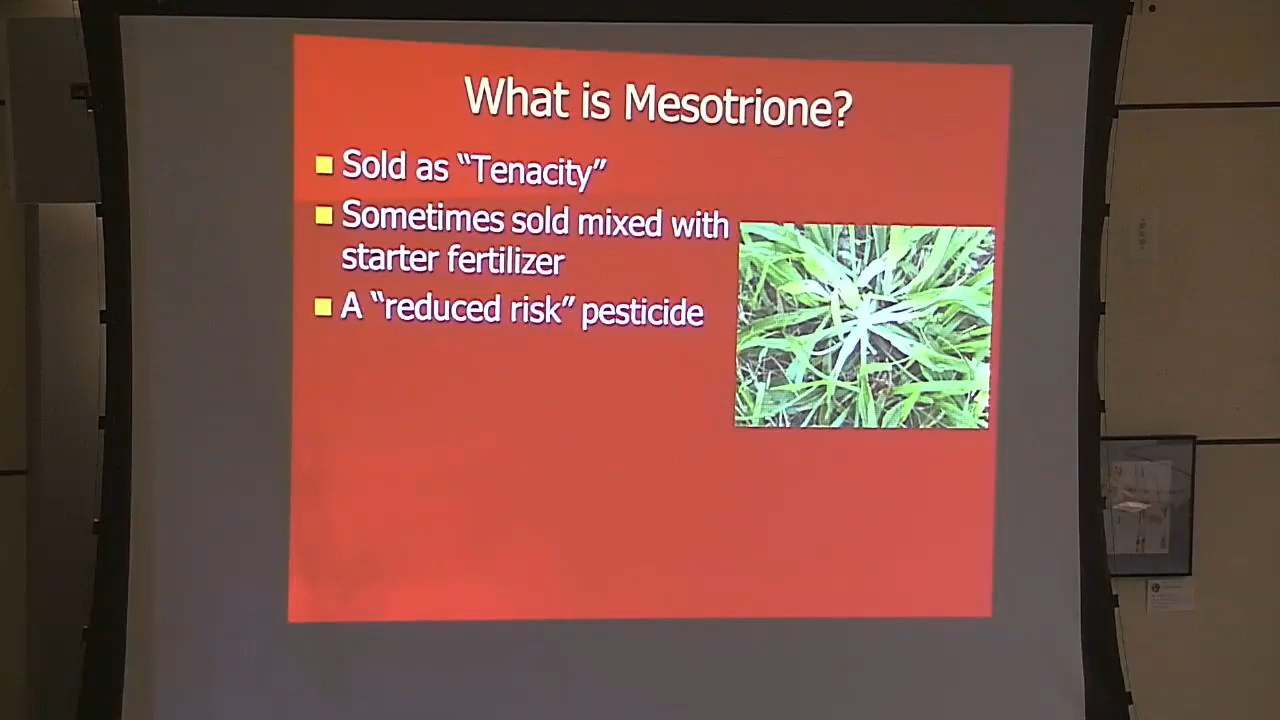 What is Mesotrione?
Sold as “Tenacity”
Sometimes sold mixed with
starter fertilizer
A “reduced risk” pesticide